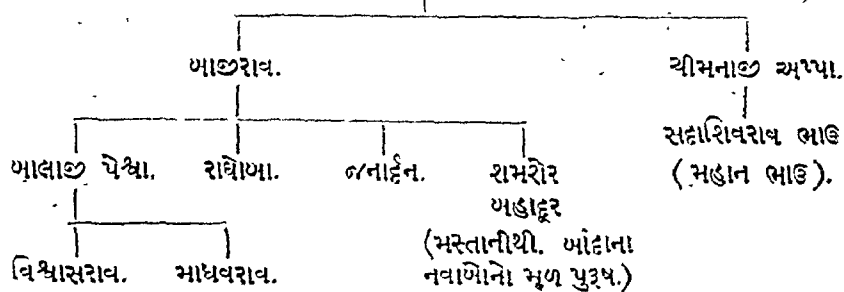 બાજીરાવ. ચીમનાજી અપ્પા.
સદાશિવરાવ ભાઉ
(મહાન ભાઉ).
બાલાજી પેશ્વા. રાઘોબા. જનાર્દન. શમશેર
બહાદૂર
(મસ્તાનીથી. બાંદાના
નવાબોનો મૂળ પુરૂષ.)
વિશ્વાસરાવ. માધવરાવ.